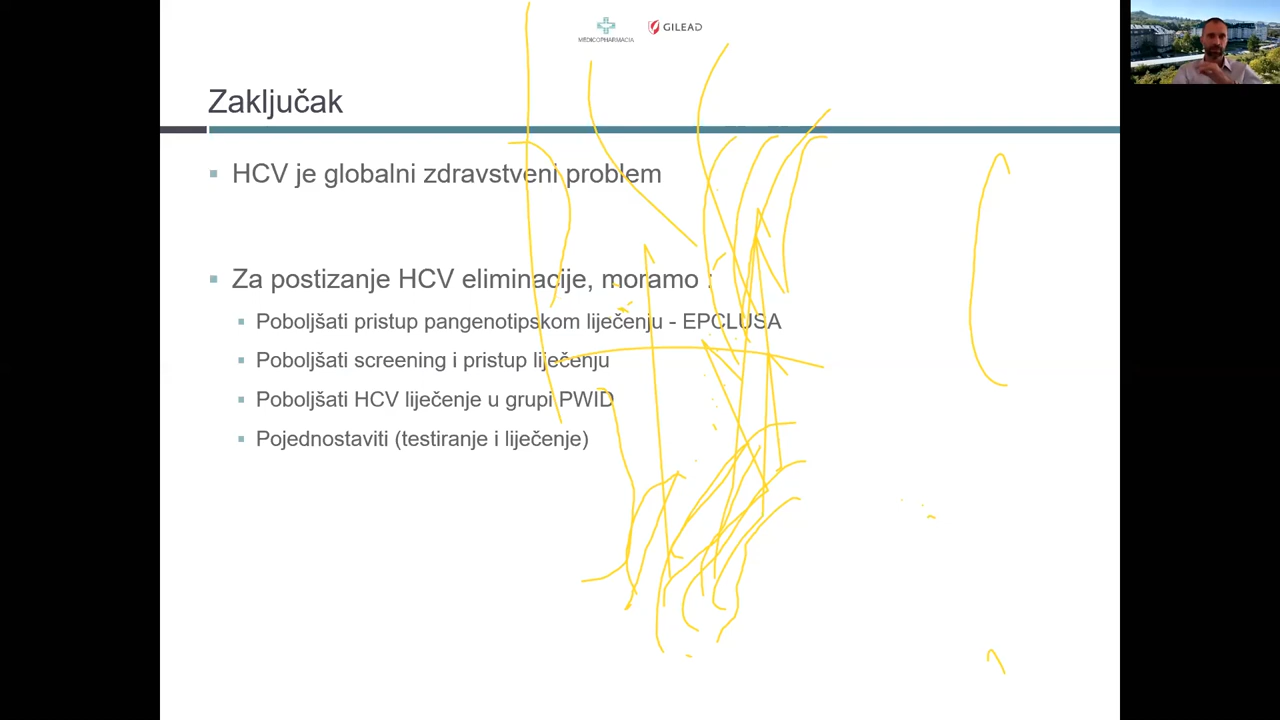 MEDICOPHARMACIA
GILEAD
Zaključak
HCV je globalni zdravstveni problem
Za postizanje HCV eliminacije, moramo :
Poboljšati pristup pangenotipskom liječenju - EPCLUSA
Poboljšati screening i pristup liječenju
Poboljšati HCV liječenje u grupi PWID
Pojednostaviti (testiranje i liječenje)